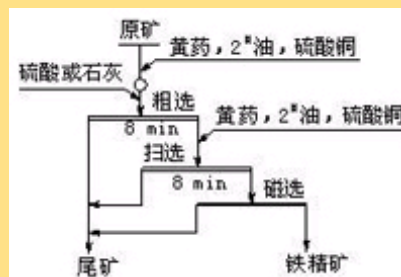 原矿
黄药，2#油，硫酸铜
硫酸或石灰
粗选
8 min
黄药，2#油，硫酸铜
扫选
8 min
磁选
尾矿
铁精矿